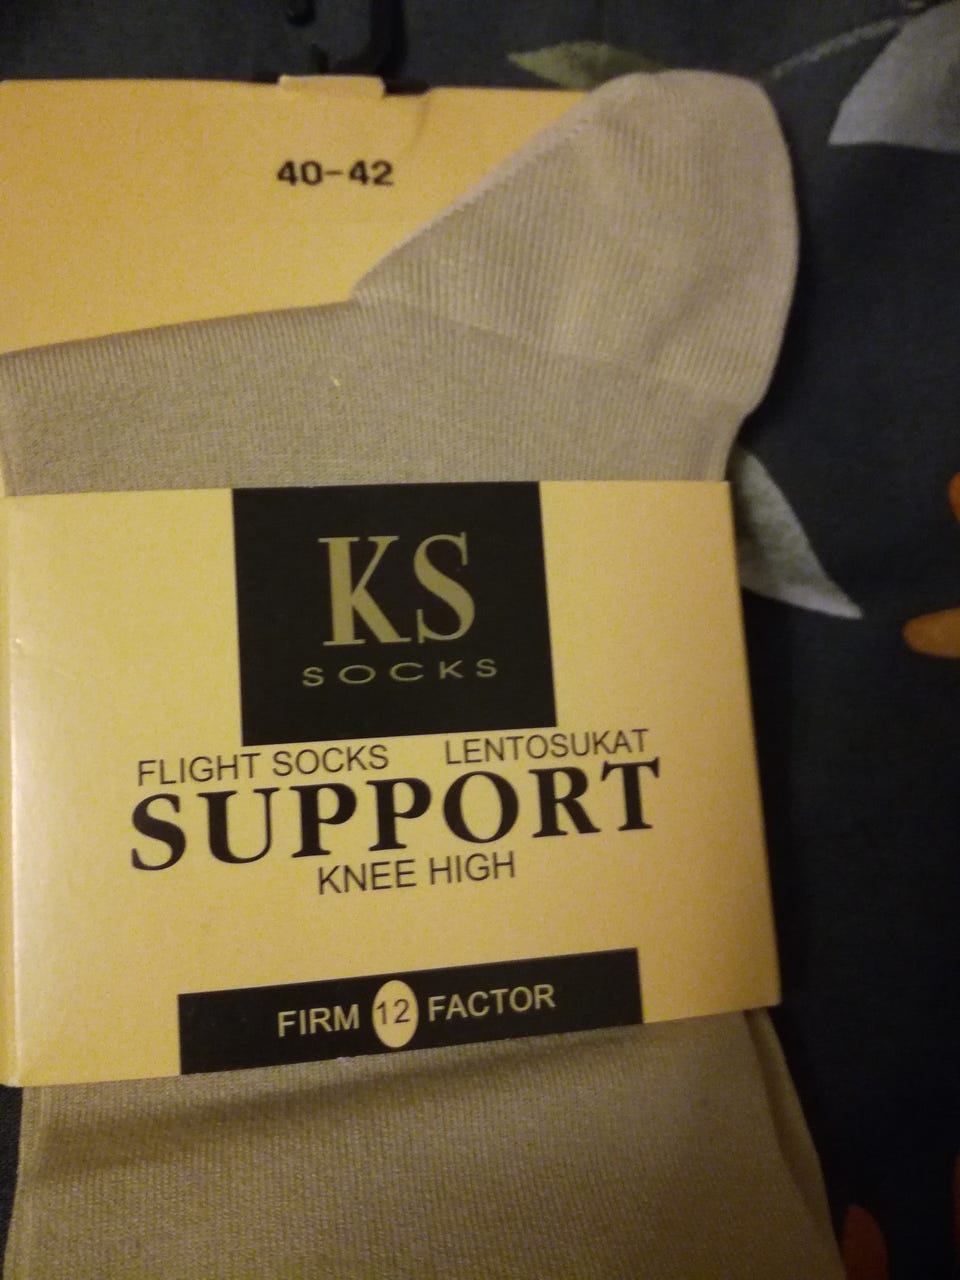 40-42
KS
SOCKS
FLIGHT SOCKS LENTOSUKAT
SUPPORT
KNEE HIGH
FIRM 12 FACTOR